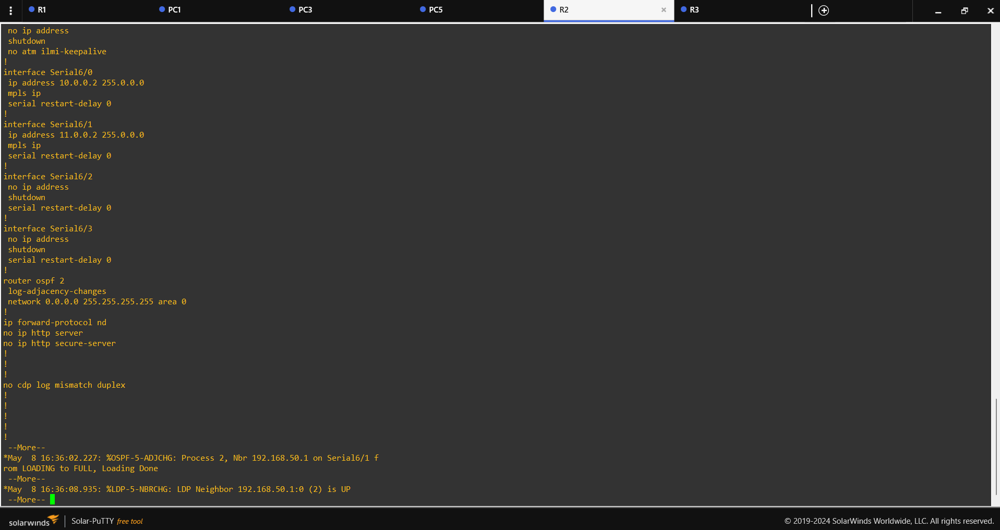 R1
PC1
PC3
PC5
R2
R3
no ip address
shutdown
no atm ilmi-keepalive
!
interface Serial6/0
ip address 10.0.0.2 255.0.0.0
mpls ip
serial restart-delay 0
!
interface Serial6/1
ip address 11.0.0.2 255.0.0.0
mpls ip
serial restart-delay 0
!
interface Serial6/2
no ip address
shutdown
serial restart-delay 0
!
interface Serial6/3
no ip address
shutdown
serial restart-delay 0
!
router ospf 2
log-adjacency-changes
network 0.0.0.0 255.255.255.255 area 0
!
ip forward-protocol nd
no ip http server
no ip http secure-server
!
!
!
no cdp log mismatch duplex
!
!
!
!
!
--More--
*May  8 16:36:02.227: %OSPF-5-ADJCHG: Process 2, Nbr 192.168.50.1 on Serial6/1 f
rom LOADING to FULL, Loading Done
--More--
*May  8 16:36:08.935: %LDP-5-NBRCHG: LDP Neighbor 192.168.50.1:0 (2) is UP
--More--
solarwinds
Solar-PuTTY free tool
© 2019-2024 SolarWinds Worldwide, LLC. All rights reserved.